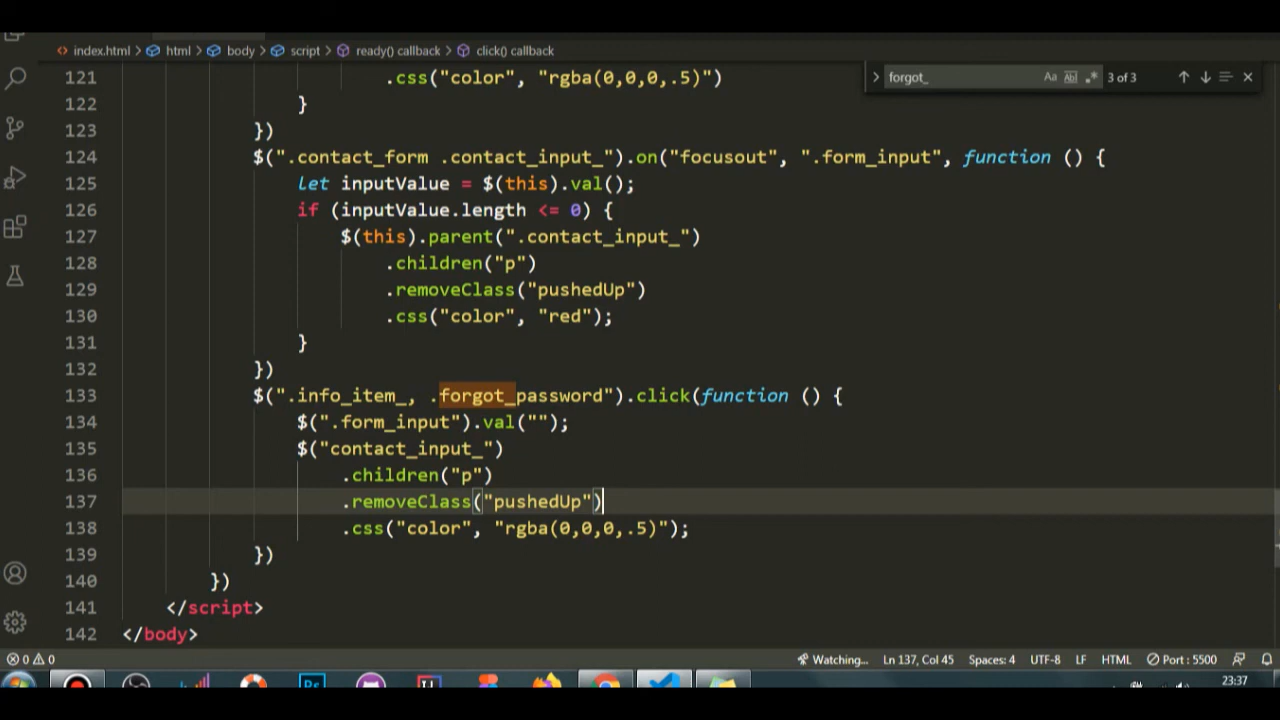 index.html › html › body › script › ready() callback › click() callback
forgot_ Aa Abl .* 3 of 3
121 .css("color", "rgba(0,0,0,.5)")
122 }
123 })
124 $(".contact_form .contact_input_").on("focusout", ".form_input", function () {
125 let inputValue = $(this).val();
126 if (inputValue.length <= 0) {
127 $(this).parent(".contact_input_")
128 .children("p")
129 .removeClass("pushedUp")
130 .css("color", "red");
131 }
132 })
133 $(".info_item_, .forgot_password").click(function () {
134 $(".form_input").val("");
135 $("contact_input_")
136 .children("p")
137 .removeClass("pushedUp")
138 .css("color", "rgba(0,0,0,.5)");
139 })
140 })
141 </script>
142 </body>
0 0 Watching... Ln 137, Col 45 Spaces: 4 UTF-8 LF HTML Port : 5500
Ps 23:37